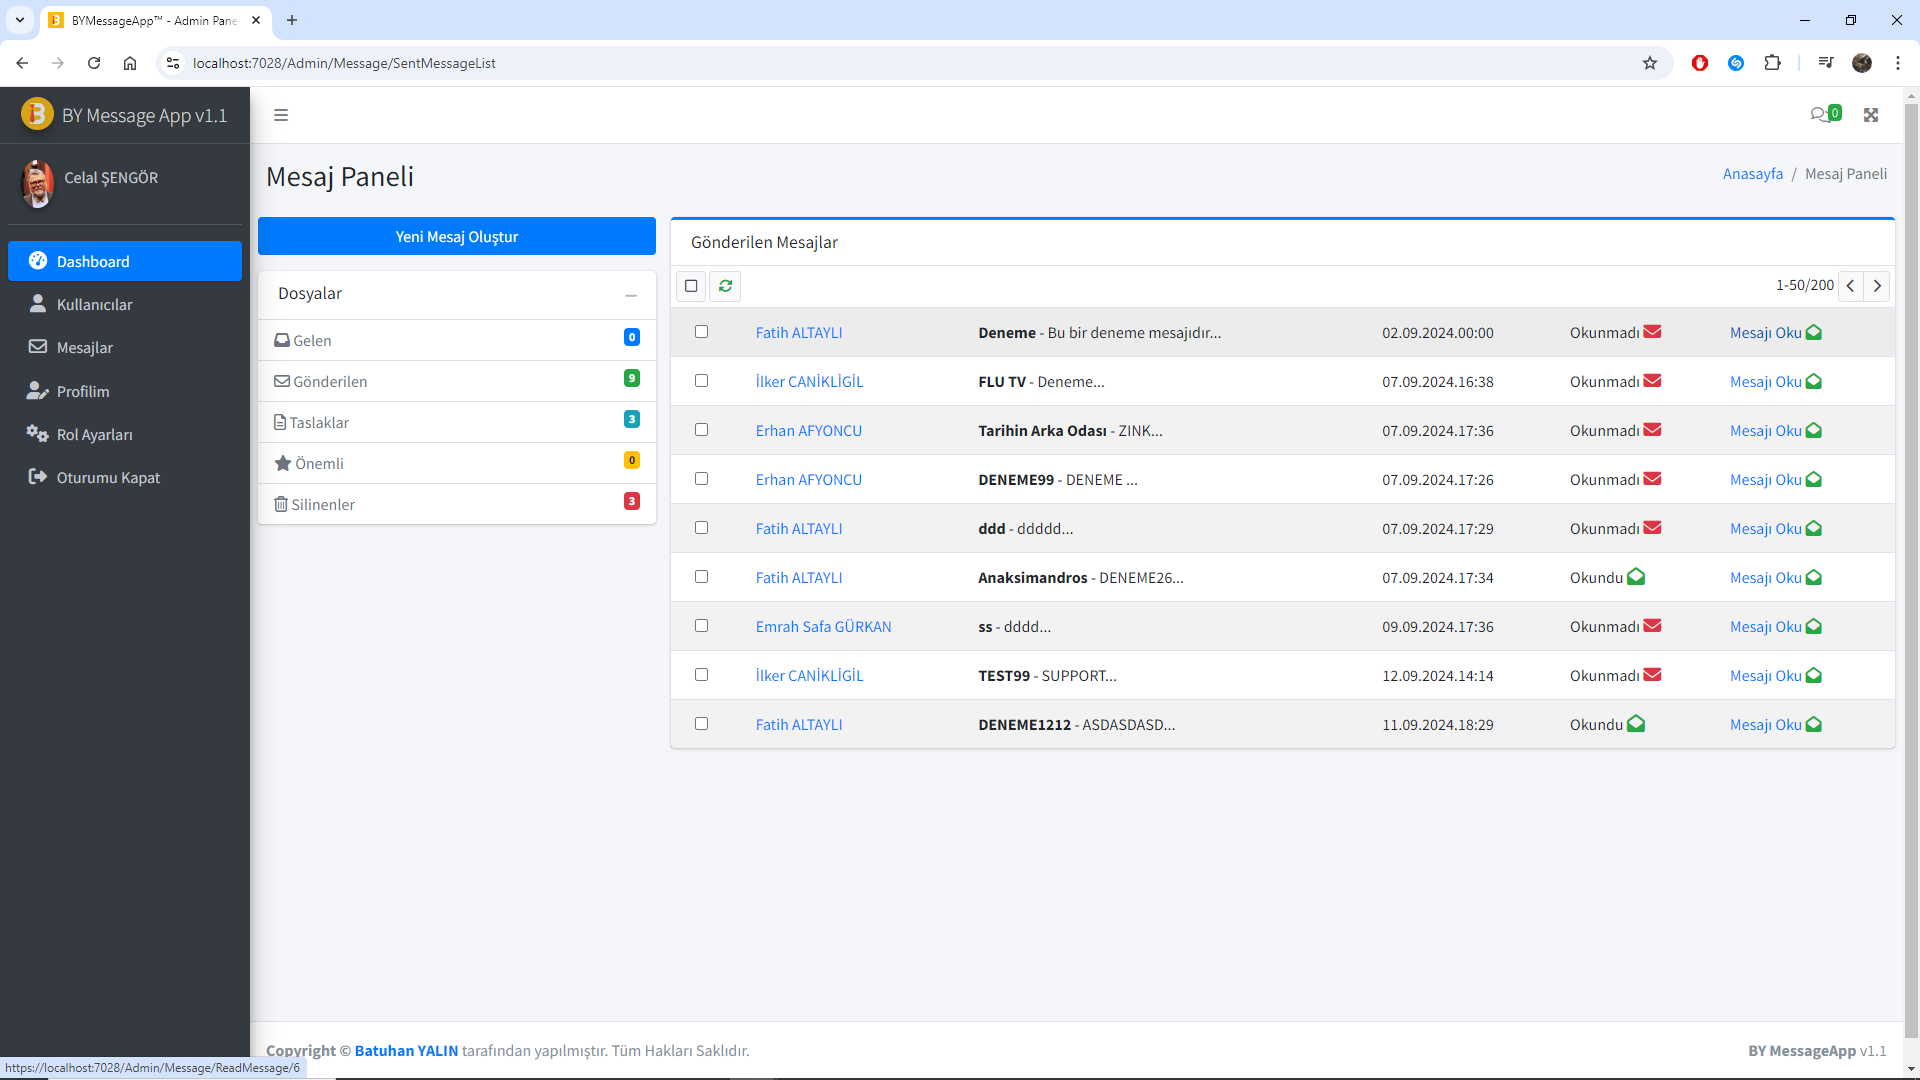 BYMessageApp™ - Admin Pane
localhost:7028/Admin/Message/SentMessageList
BY Message App v1.1
0
Celal ŞENGÖR
Mesaj Paneli
Anasayfa / Mesaj Paneli
Dashboard
Kullanıcılar
Mesajlar
Profilim
Rol Ayarları
Oturumu Kapat
Yeni Mesaj Oluştur
Dosyalar
Gelen 0
Gönderilen 9
Taslaklar 3
Önemli 0
Silinenler 3
Gönderilen Mesajlar
1-50/200
Fatih ALTAYLI Deneme - Bu bir deneme mesajıdır... 02.09.2024.00:00 Okunmadı Mesajı Oku
İlker CANİKLİGİL FLU TV - Deneme... 07.09.2024.16:38 Okunmadı Mesajı Oku
Erhan AFYONCU Tarihin Arka Odası - ZINK... 07.09.2024.17:36 Okunmadı Mesajı Oku
Erhan AFYONCU DENEME99 - DENEME ... 07.09.2024.17:26 Okunmadı Mesajı Oku
Fatih ALTAYLI ddd - ddddd... 07.09.2024.17:29 Okunmadı Mesajı Oku
Fatih ALTAYLI Anaksimandros - DENEME26... 07.09.2024.17:34 Okundu Mesajı Oku
Emrah Safa GÜRKAN ss - dddd... 09.09.2024.17:36 Okunmadı Mesajı Oku
İlker CANİKLİGİL TEST99 - SUPPORT... 12.09.2024.14:14 Okunmadı Mesajı Oku
Fatih ALTAYLI DENEME1212 - ASDASDASD... 11.09.2024.18:29 Okundu Mesajı Oku
Copyright © Batuhan YALIN tarafından yapılmıştır. Tüm Hakları Saklıdır.
BY MessageApp v1.1
https://localhost:7028/Admin/Message/ReadMessage/6